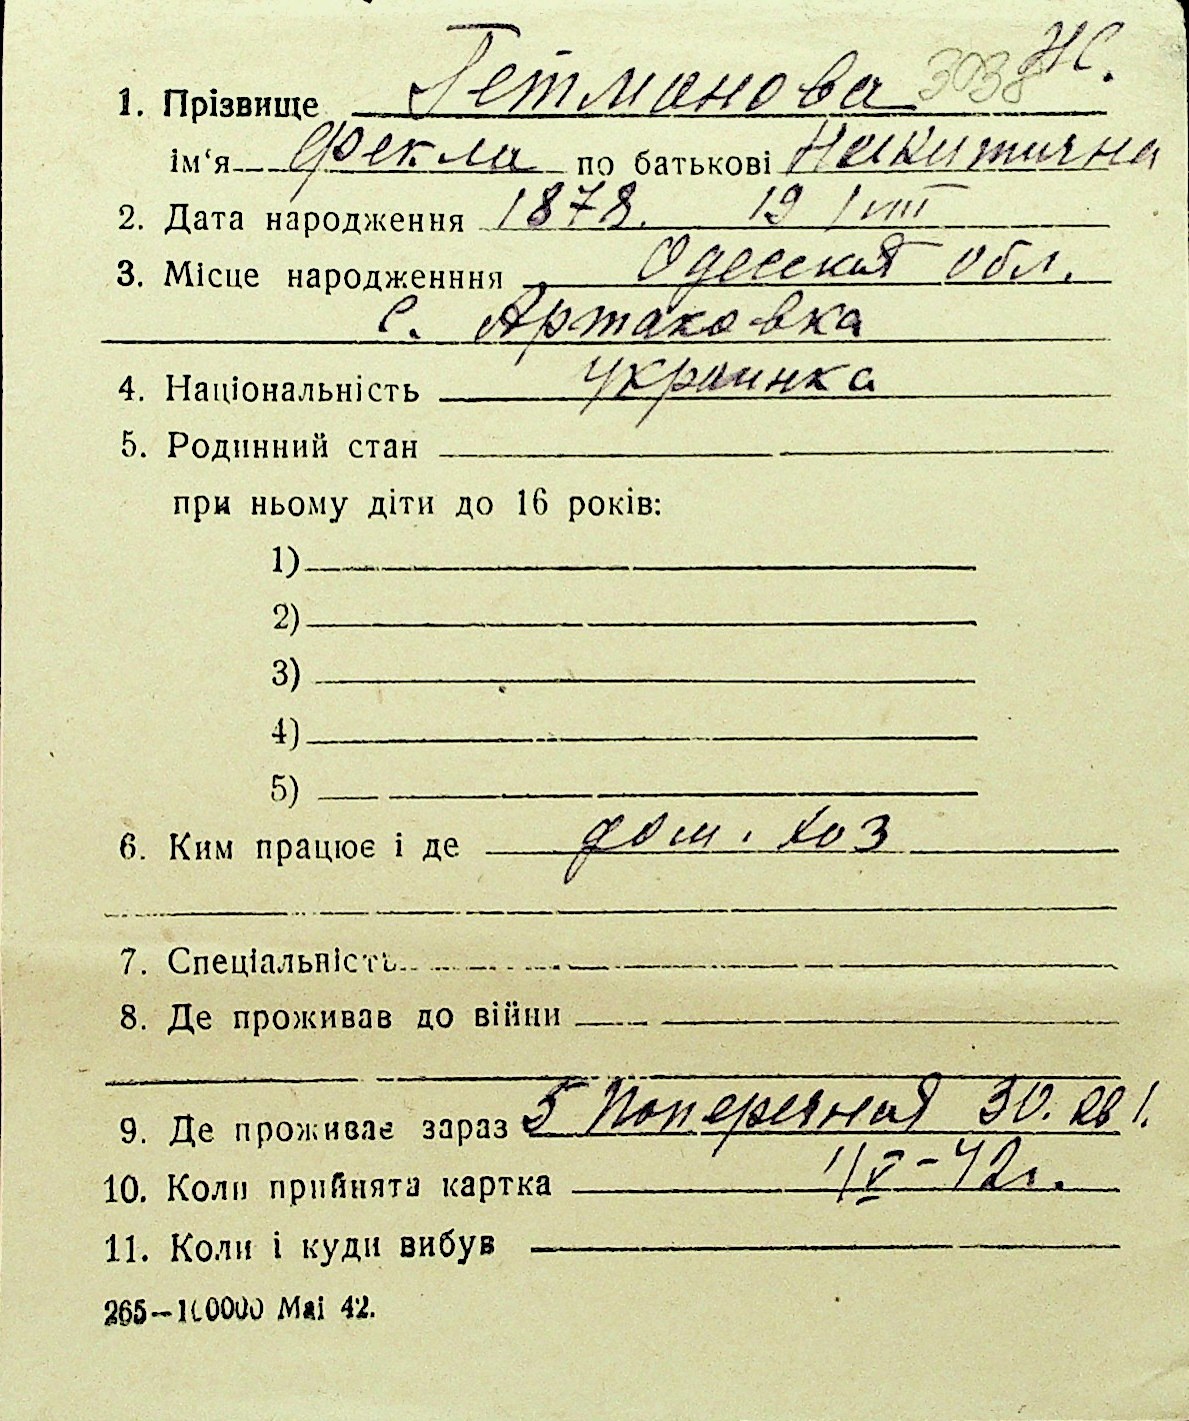 ж.
1. Прізвище Гетманова 3038
ім‘я Фекла по батькові Никитична
2. Дата народження 1878. 19/VIII
3. Місце народженння Одесская обл.
с. Артаковка
4. Національність украинка
5. Родинний стан
при ньому діти до 16 років:
1)
2)
3)
4)
5)
6. Ким працює і де дом. хоз
7. Спеціальність
8. Де проживав до війни
9. Де проживає зараз 5 Поперечная 30. кв 1.
10. Коли прийнята картка 1/V-42г.
11. Коли і куди вибув
265—100000 Маі 42.